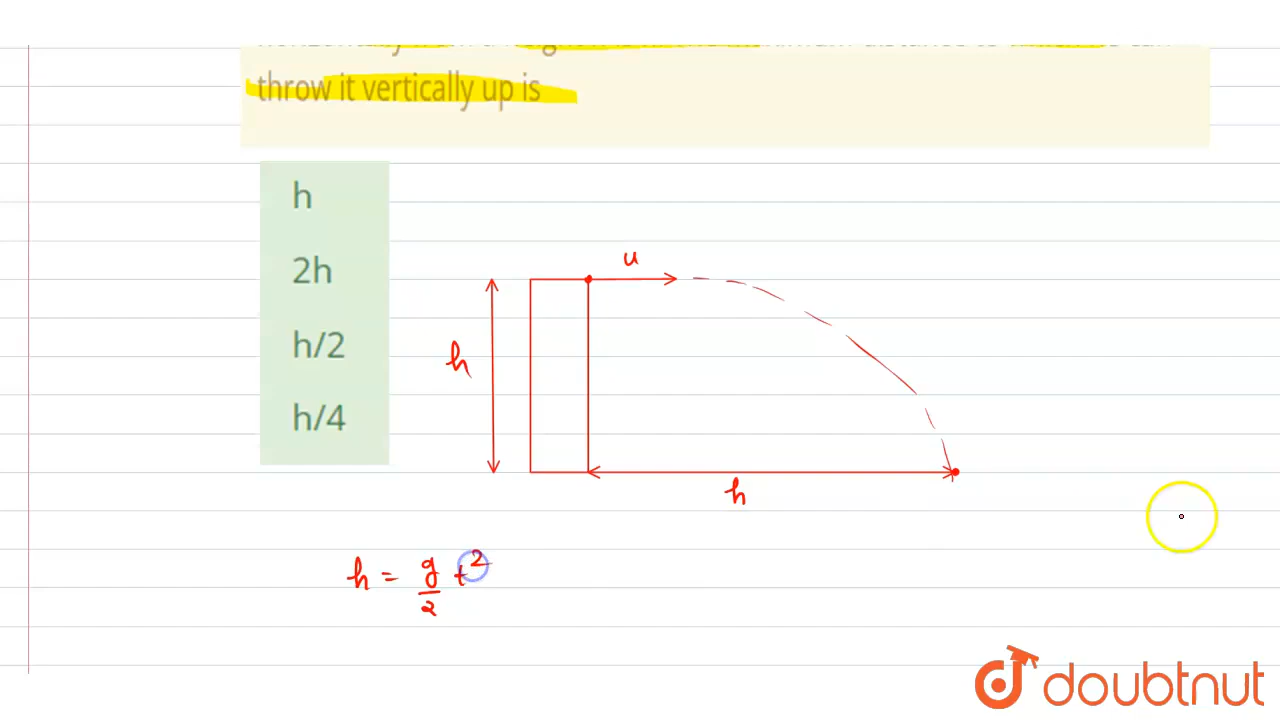 throw it vertically up is
h
2h
h/2
h/4
u
h
h
h = g/2 t²
doubtnut